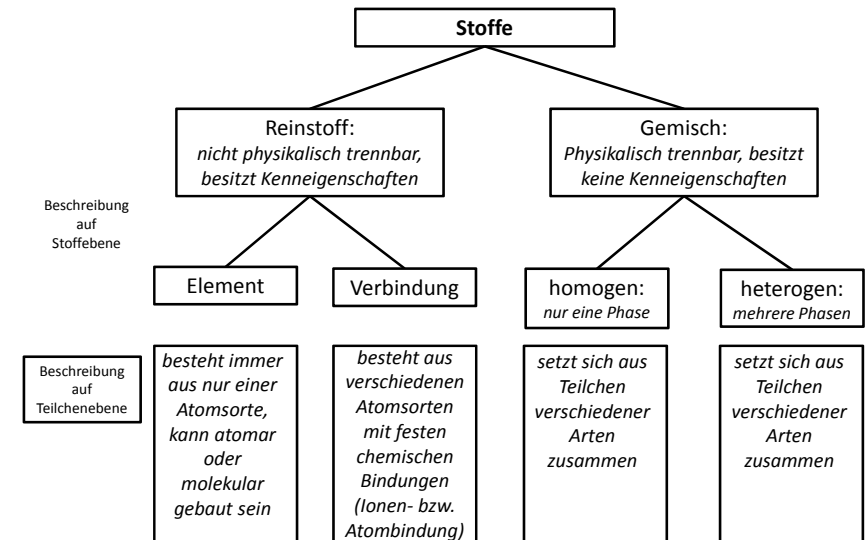 Stoffe
Reinstoff:
nicht physikalisch trennbar,
besitzt Kenneigenschaften
Gemisch:
Physikalisch trennbar, besitzt
keine Kenneigenschaften
Beschreibung
auf
Stoffebene
Element
Verbindung
homogen:
nur eine Phase
heterogen:
mehrere Phasen
Beschreibung
auf
Teilchenebene
besteht immer
aus nur einer
Atomsorte,
kann atomar
oder
molekular
gebaut sein
besteht aus
verschiedenen
Atomsorten
mit festen
chemischen
Bindungen
(Ionen- bzw.
Atombindung)
setzt sich aus
Teilchen
verschiedener
Arten
zusammen
setzt sich aus
Teilchen
verschiedener
Arten
zusammen